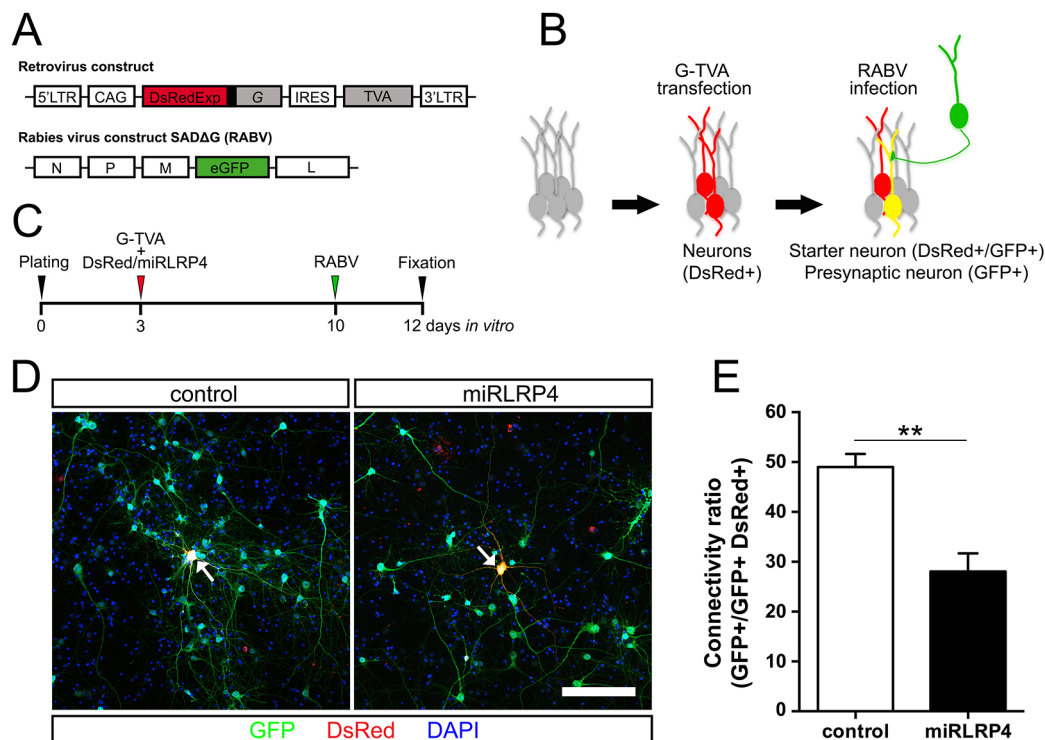 A
Retrovirus construct
5'LTR CAG DsRedExp G IRES TVA 3'LTR
Rabies virus construct SADΔG (RABV)
N P M eGFP L
B
G-TVA
transfection
RABV
infection
Neurons
(DsRed+)
Starter neuron (DsRed+/GFP+)
Presynaptic neuron (GFP+)
C
G-TVA
+
Plating DsRed/miRLRP4 RABV Fixation
0 3 10 12 days in vitro
D
control miRLRP4
GFP DsRed DAPI
E
Connectivity ratio
(GFP+/GFP+ DsRed+)
60
50
40
30
20
10
0
**
control miRLRP4